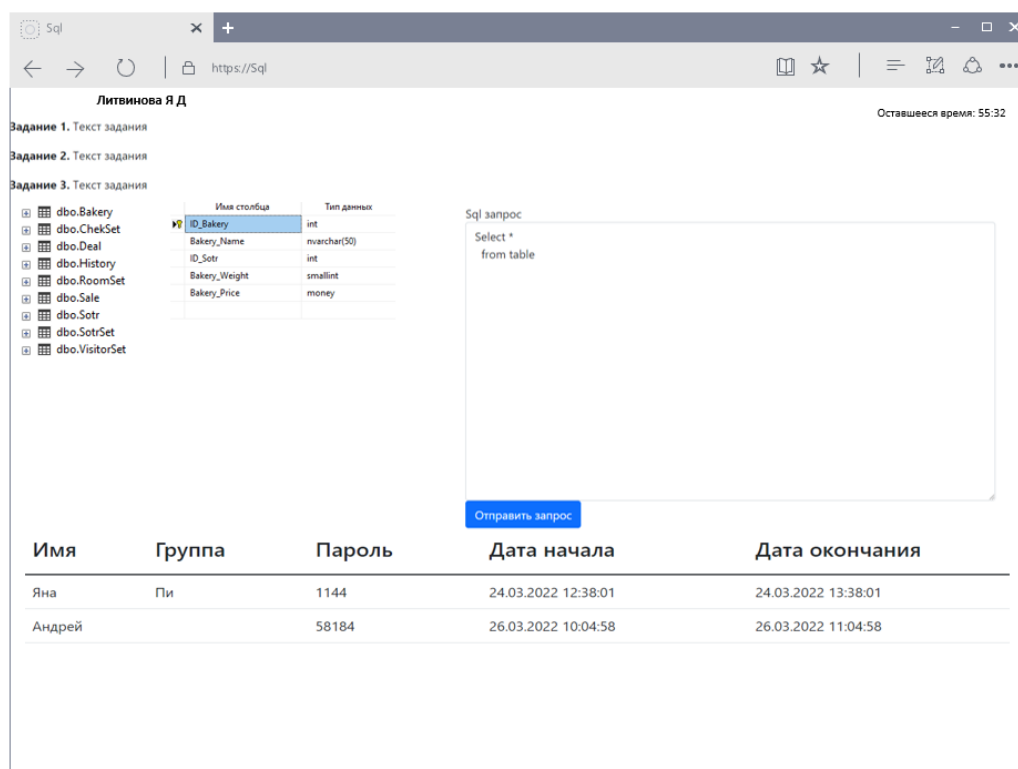 Sql
https://Sql
Литвинова Я Д
Оставшееся время: 55:32
Задание 1. Текст задания
Задание 2. Текст задания
Задание 3. Текст задания
dbo.Bakery
dbo.ChekSet
dbo.Deal
dbo.History
dbo.RoomSet
dbo.Sale
dbo.Sotr
dbo.SotrSet
dbo.VisitorSet
Имя столбца Тип данных
ID_Bakery int
Bakery_Name nvarchar(50)
ID_Sotr int
Bakery_Weight smallint
Bakery_Price money
Sql запрос
Select *
from table
Отправить запрос
Имя Группа Пароль Дата начала Дата окончания
Яна Пи 1144 24.03.2022 12:38:01 24.03.2022 13:38:01
Андрей 58184 26.03.2022 10:04:58 26.03.2022 11:04:58